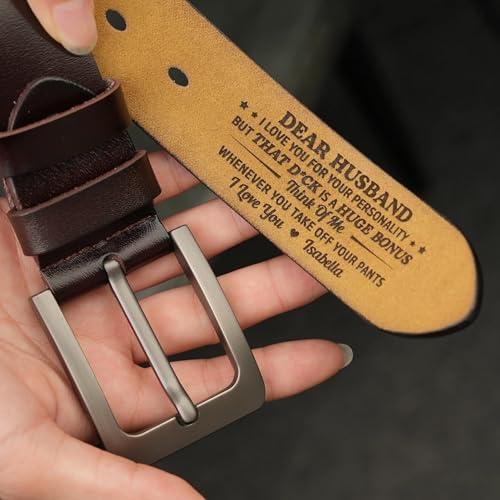 DEAR HUSBAND
I LOVE YOU FOR YOUR PERSONALITY
BUT THAT D*CK IS A HUGE BONUS
Think Of Me
WHENEVER YOU TAKE OFF YOUR PANTS
I Love You ♥ Isabella